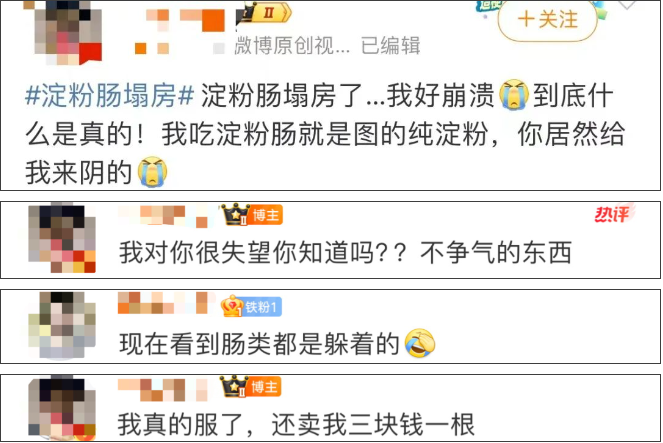 II
+关注
微博原创视... 已编辑
#淀粉肠塌房# 淀粉肠塌房了...我好崩溃😭到底什
么是真的！我吃淀粉肠就是图的纯淀粉，你居然给
我来阴的😭
II 博主
热评
我对你很失望你知道吗？？不争气的东西
铁粉1
现在看到肠类都是躲着的🤣
II 博主
我真的服了，还卖我三块钱一根